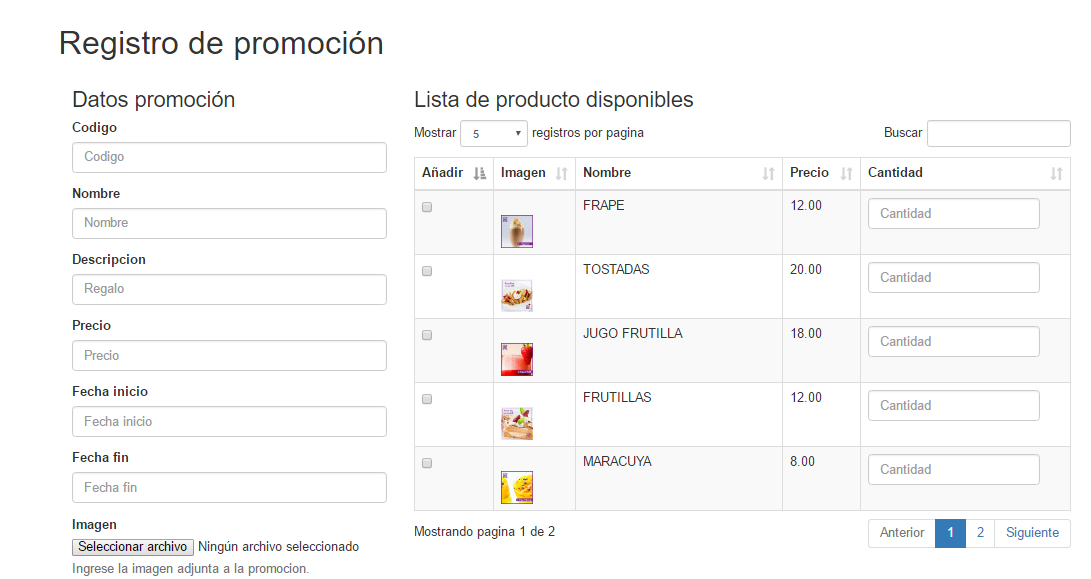 Registro de promoción
Datos promoción
Codigo
Codigo
Nombre
Nombre
Descripcion
Regalo
Precio
Precio
Fecha inicio
Fecha inicio
Fecha fin
Fecha fin
Imagen
Seleccionar archivo Ningún archivo seleccionado
Ingrese la imagen adjunta a la promocion.
Lista de producto disponibles
Mostrar 5 registros por pagina Buscar
Añadir Imagen Nombre Precio Cantidad
FRAPE 12.00 Cantidad
TOSTADAS 20.00 Cantidad
JUGO FRUTILLA 18.00 Cantidad
FRUTILLAS 12.00 Cantidad
MARACUYA 8.00 Cantidad
Mostrando pagina 1 de 2 Anterior 1 2 Siguiente